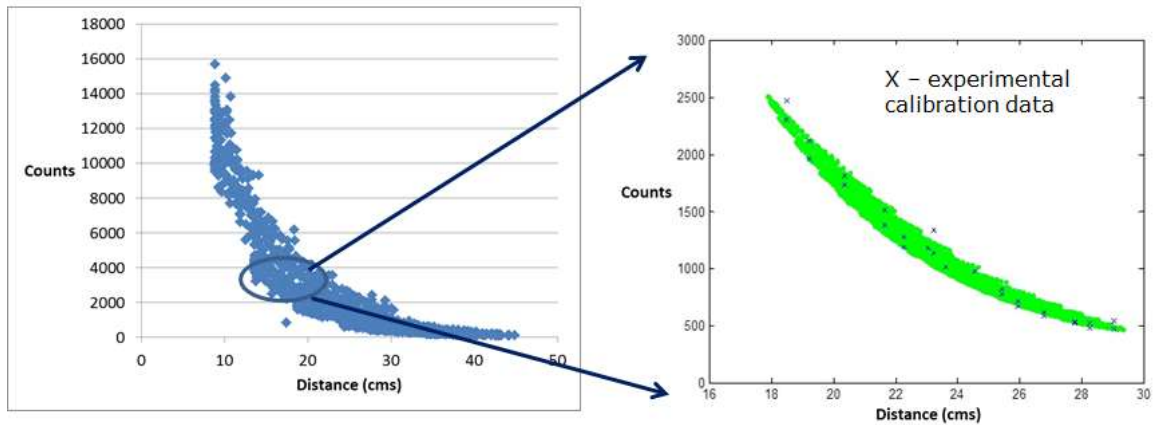 18000
16000
14000
12000
10000
8000
6000
4000
2000
0
Counts
0 10 20 30 40 50
Distance (cms)
3000
2500
2000
1500
1000
500
0
Counts
X – experimental
calibration data
16 18 20 22 24 26 28 30
Distance (cms)